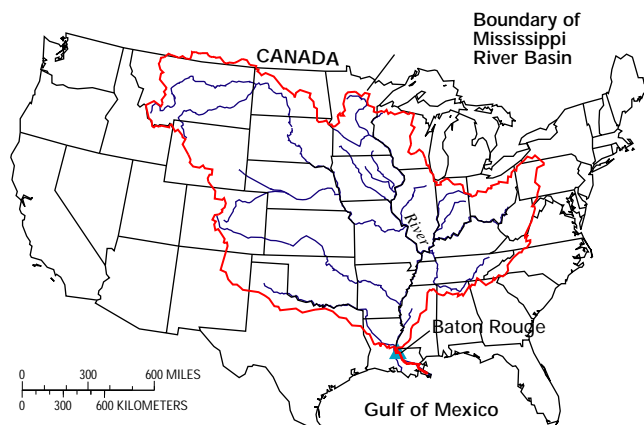 Boundary of
Mississippi
River Basin
CANADA
River
Baton Rouge
0 300 600 MILES
0 300 600 KILOMETERS
Gulf of Mexico